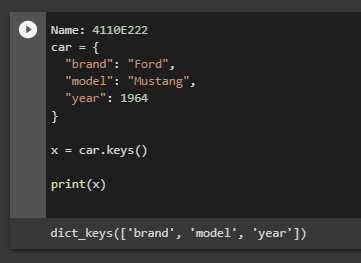 Name: 4110E222
car = {
  "brand": "Ford",
  "model": "Mustang",
  "year": 1964
}
x = car.keys()
print(x)
dict_keys(['brand', 'model', 'year'])